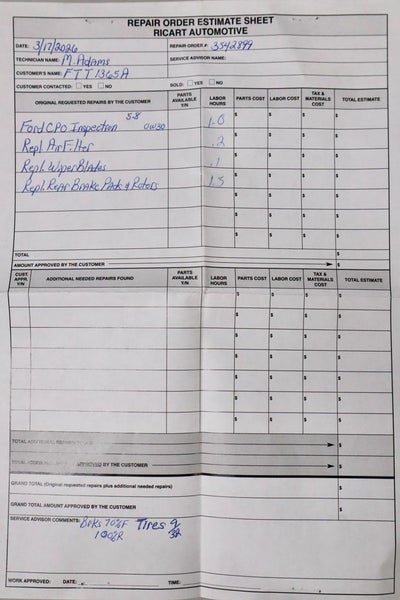 REPAIR ORDER ESTIMATE SHEET
RICART AUTOMOTIVE
DATE: 3/17/2026 REPAIR ORDER #: 3542899
TECHNICIAN NAME: M. Adams SERVICE ADVISOR NAME:
CUSTOMER'S NAME: FTT1365A
CUSTOMER CONTACTED: YES NO SOLD: YES NO
ORIGINAL REQUESTED REPAIRS BY THE CUSTOMER PARTS AVAILABLE Y/N LABOR HOURS PARTS COST LABOR COST TAX & MATERIALS COST TOTAL ESTIMATE
5.8
Ford CPO Inspection 0W30 1.0 $ $ $ $
Repl. Air Filter .2 $ $ $ $
Repl. Wiper Blades .1 $ $ $ $
Repl. Rear Brake Pads & Rotors 1.5 $ $ $ $
$ $ $ $
$ $ $ $
$ $ $ $
TOTAL $
AMOUNT APPROVED BY THE CUSTOMER $
CUST. APPR. Y/N ADDITIONAL NEEDED REPAIRS FOUND PARTS AVAILABLE Y/N LABOR HOURS PARTS COST LABOR COST TAX & MATERIALS COST TOTAL ESTIMATE
$ $ $ $
$ $ $ $
$ $ $ $
$ $ $ $
$ $ $ $
$ $ $ $
$ $ $ $
TOTAL ADDITIONAL REPAIRS $
TOTAL ADDITIONAL APPROVED BY THE CUSTOMER $
GRAND TOTAL (Original requested repairs plus additional needed repairs) $
GRAND TOTAL AMOUNT APPROVED BY THE CUSTOMER $
SERVICE ADVISOR COMMENTS: Brks 70%F Tires 9/32
100%R
WORK APPROVED: DATE: TIME: